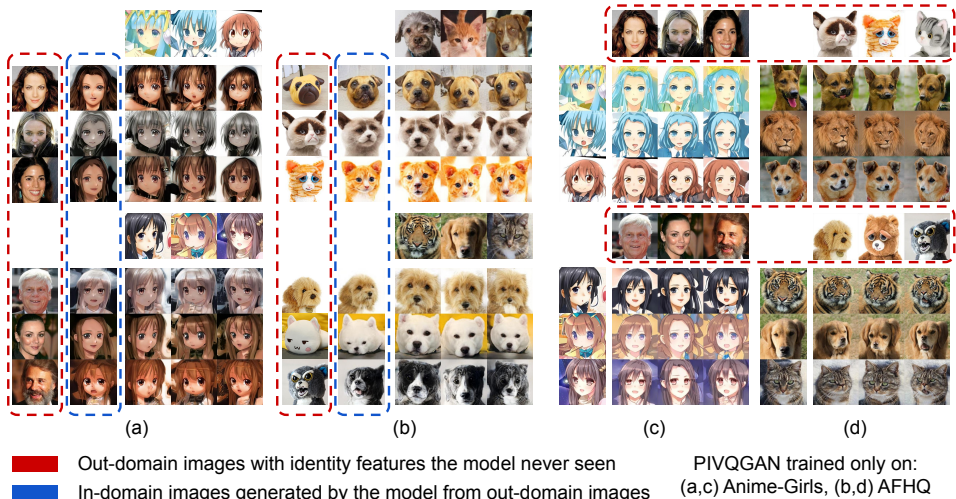 (a)
(b)
(c)
(d)
Out-domain images with identity features the model never seen
In-domain images generated by the model from out-domain images
PIVQGAN trained only on:
(a,c) Anime-Girls, (b,d) AFHQ